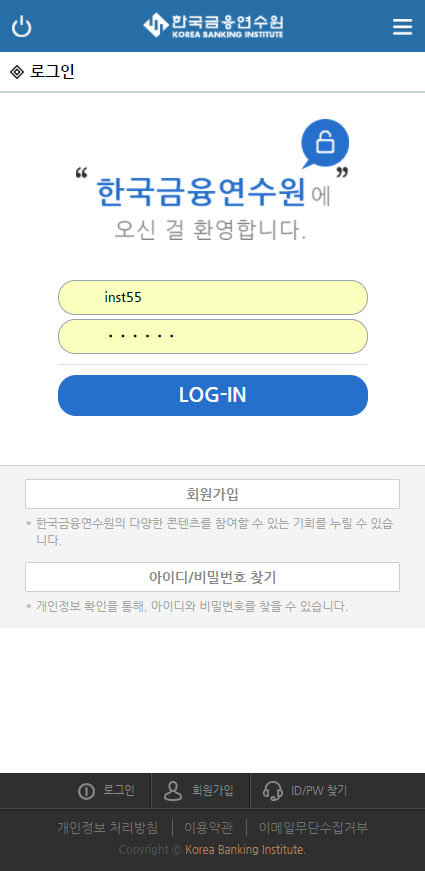 한국금융연수원
KOREA BANKING INSTITUTE
로그인
“ 한국금융연수원에 ”
오신 걸 환영합니다.
inst55
••••••
LOG-IN
회원가입
* 한국금융연수원의 다양한 콘텐츠를 참여할 수 있는 기회를 누릴 수 있습
니다.
아이디/비밀번호 찾기
* 개인정보 확인을 통해, 아이디와 비밀번호를 찾을 수 있습니다.
로그인 회원가입 ID/PW 찾기
개인정보 처리방침 이용약관 이메일무단수집거부
Copyright © Korea Banking Institute.